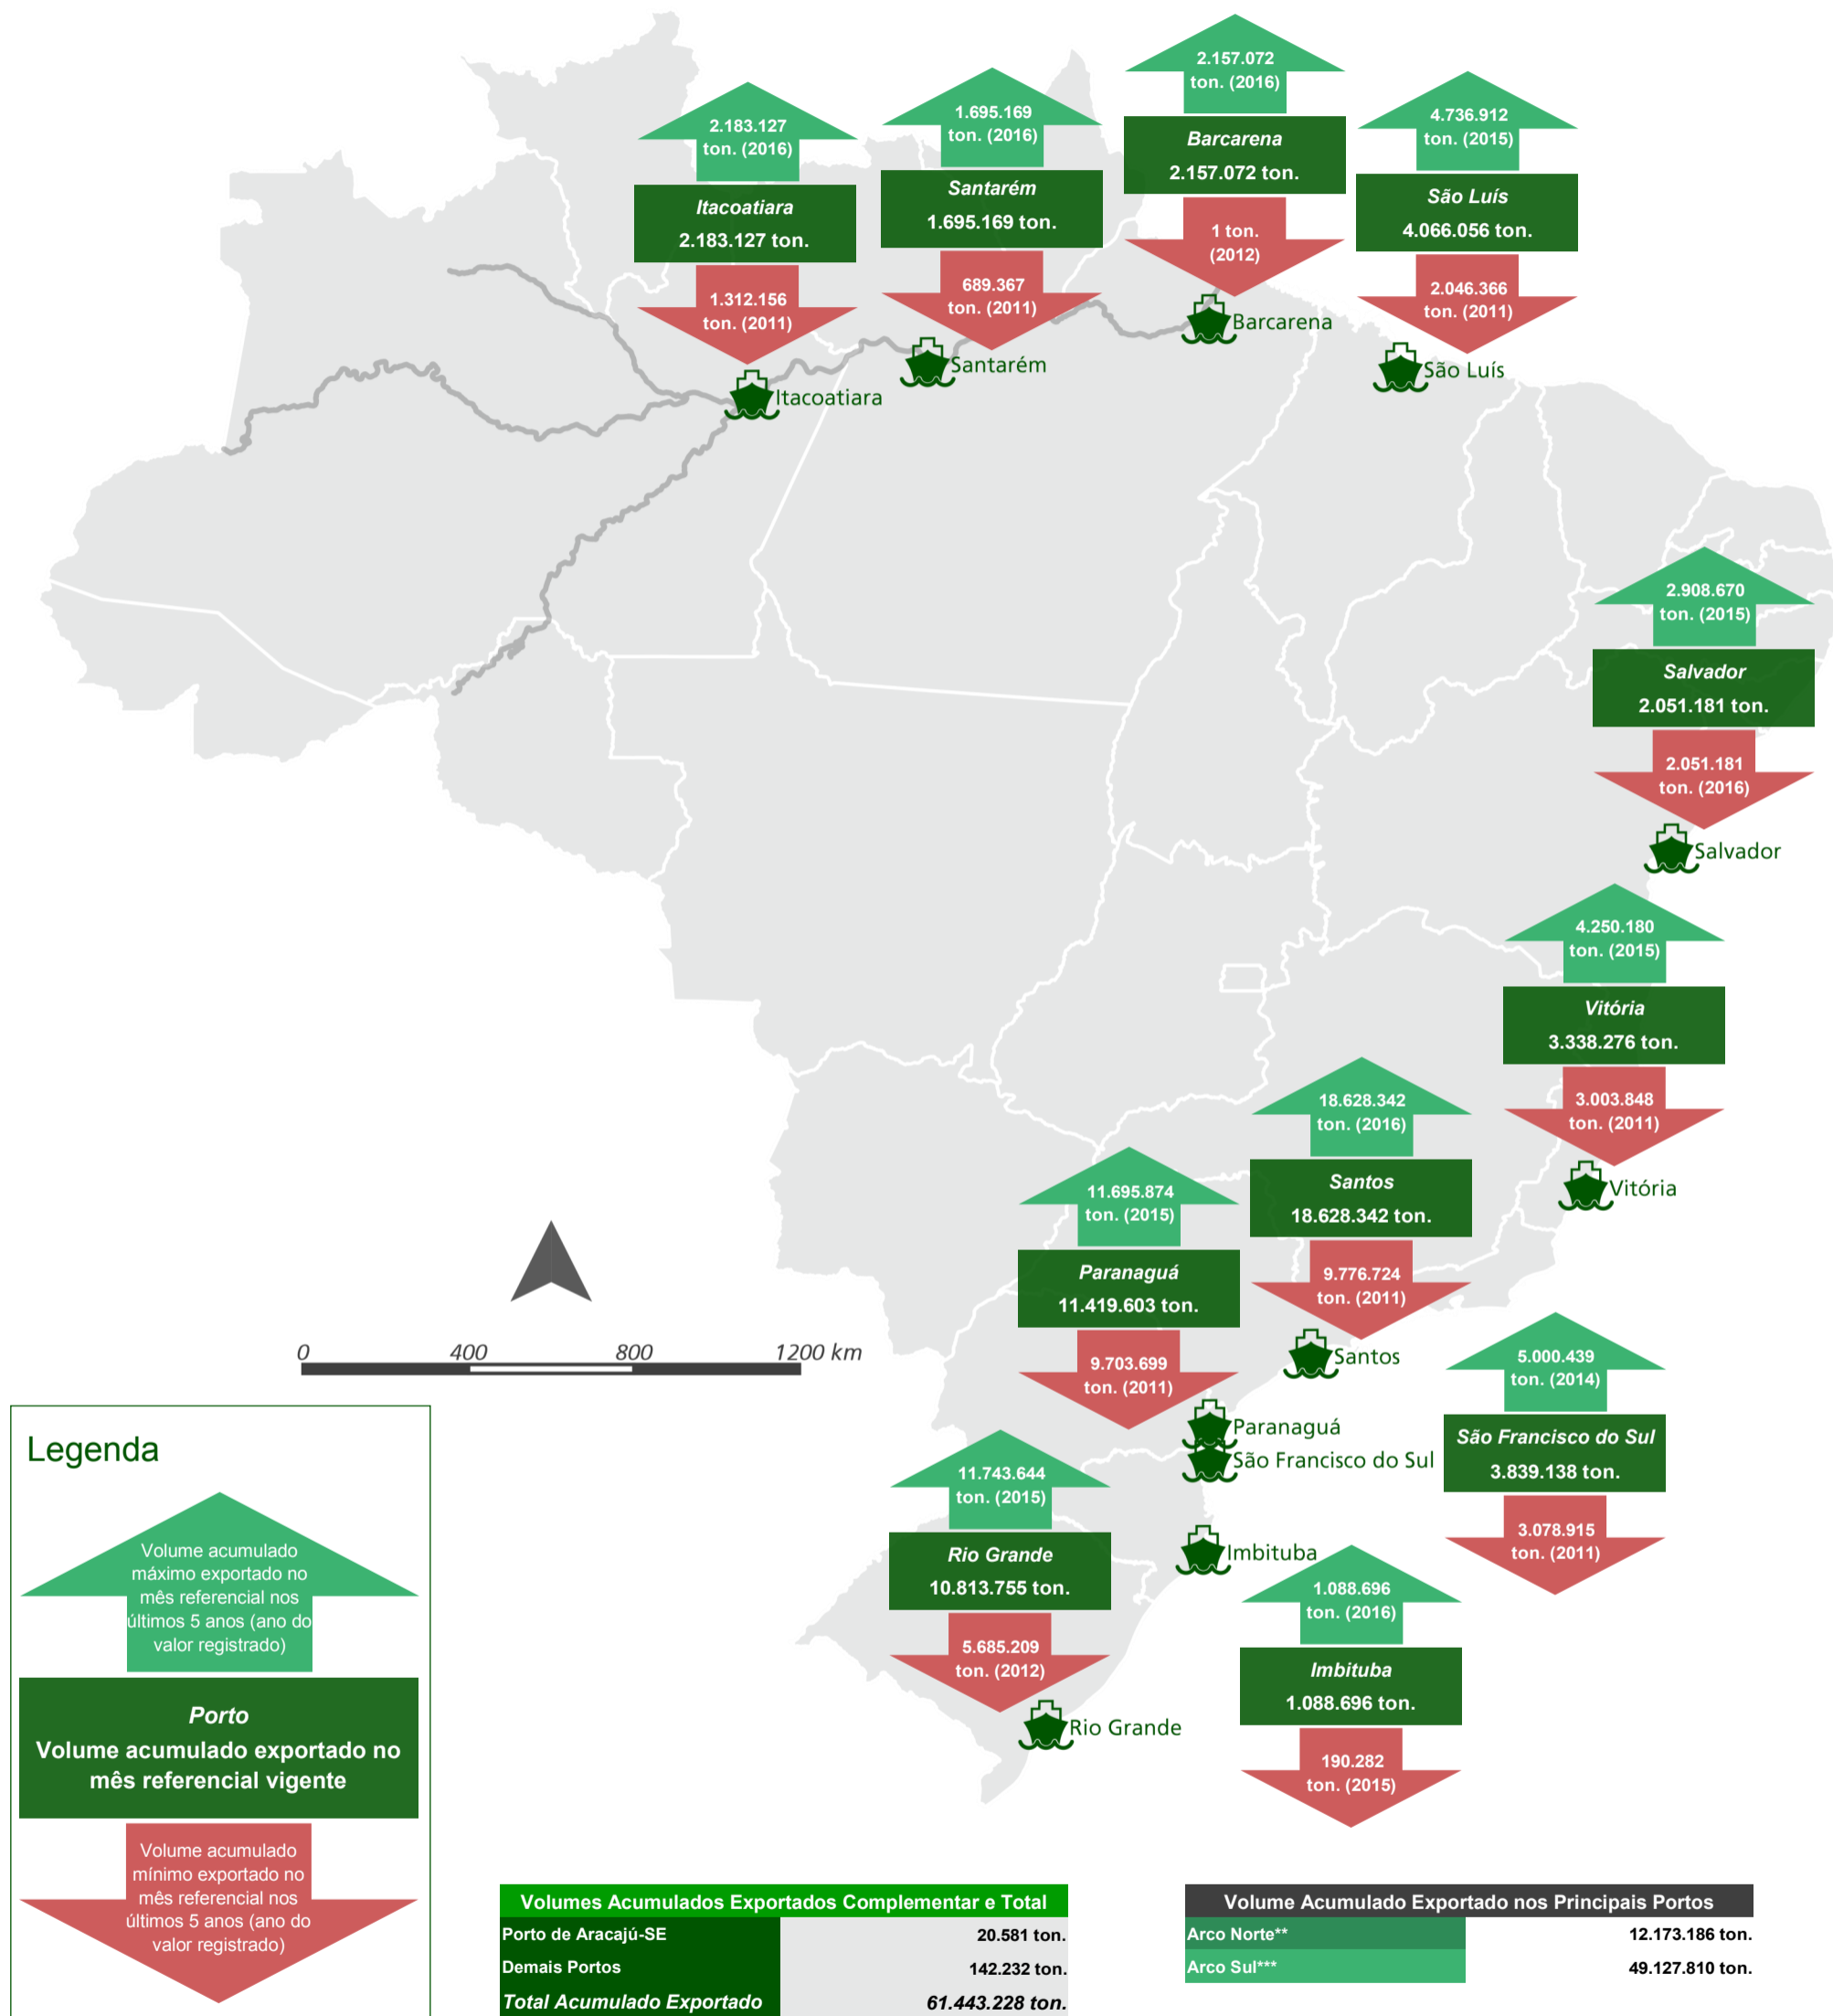 2.157.072
ton. (2016)
Barcarena
2.157.072 ton.
1 ton.
(2012)
Barcarena
1.695.169
ton. (2016)
Santarém
1.695.169 ton.
689.367
ton. (2011)
Santarém
4.736.912
ton. (2015)
São Luís
4.066.056 ton.
2.046.366
ton. (2011)
São Luís
2.183.127
ton. (2016)
Itacoatiara
2.183.127 ton.
1.312.156
ton. (2011)
Itacoatiara
2.908.670
ton. (2015)
Salvador
2.051.181 ton.
2.051.181
ton. (2016)
Salvador
4.250.180
ton. (2015)
Vitória
3.338.276 ton.
3.003.848
ton. (2011)
Vitória
18.628.342
ton. (2016)
Santos
18.628.342 ton.
9.776.724
ton. (2011)
Santos
11.695.874
ton. (2015)
Paranaguá
11.419.603 ton.
9.703.699
ton. (2011)
Paranaguá
São Francisco do Sul
5.000.439
ton. (2014)
São Francisco do Sul
3.839.138 ton.
3.078.915
ton. (2011)
11.743.644
ton. (2015)
Rio Grande
10.813.755 ton.
5.685.209
ton. (2012)
Rio Grande
Imbituba
1.088.696
ton. (2016)
Imbituba
1.088.696 ton.
190.282
ton. (2015)
0 400 800 1200 km
Legenda
Volume acumulado
máximo exportado no
mês referencial nos
últimos 5 anos (ano do
valor registrado)
Porto
Volume acumulado exportado no
mês referencial vigente
Volume acumulado
mínimo exportado no
mês referencial nos
últimos 5 anos (ano do
valor registrado)
Volumes Acumulados Exportados Complementar e Total
Porto de Aracajú-SE 20.581 ton.
Demais Portos 142.232 ton.
Total Acumulado Exportado 61.443.228 ton.
Volume Acumulado Exportado nos Principais Portos
Arco Norte** 12.173.186 ton.
Arco Sul*** 49.127.810 ton.